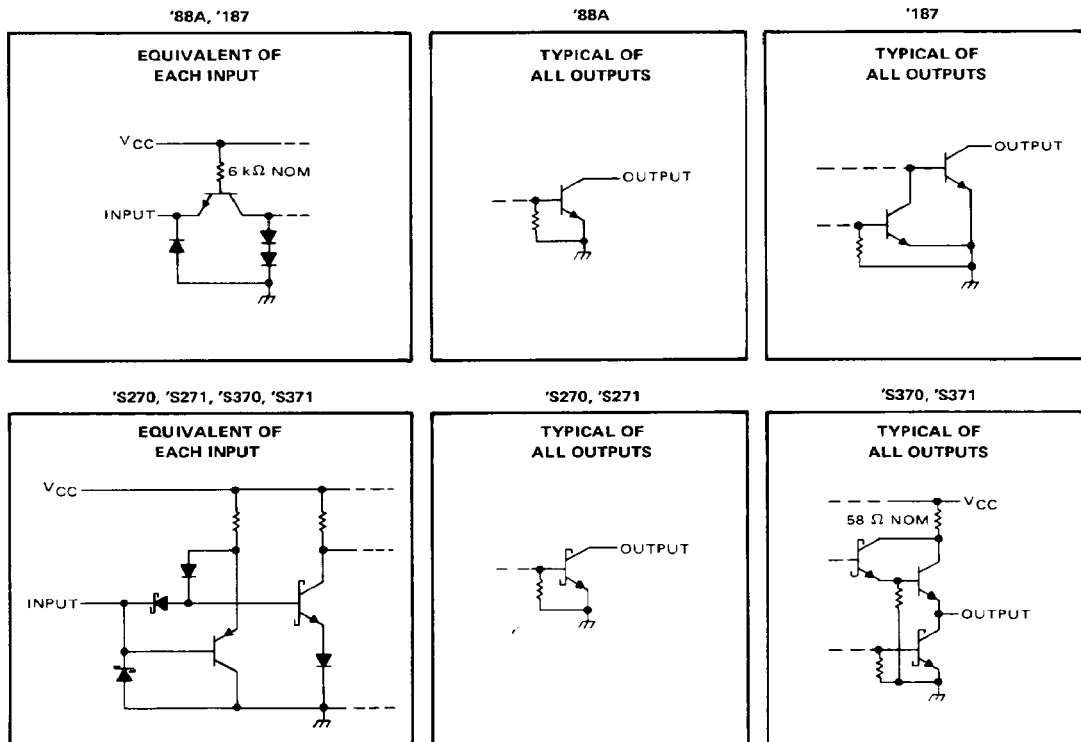 '88A, '187
EQUIVALENT OF
EACH INPUT
VCC
6 kΩ NOM
INPUT
'88A
TYPICAL OF
ALL OUTPUTS
OUTPUT
'187
TYPICAL OF
ALL OUTPUTS
OUTPUT
'S270, 'S271, 'S370, 'S371
EQUIVALENT OF
EACH INPUT
VCC
INPUT
'S270, 'S271
TYPICAL OF
ALL OUTPUTS
OUTPUT
'S370, 'S371
TYPICAL OF
ALL OUTPUTS
VCC
58 Ω NOM
OUTPUT